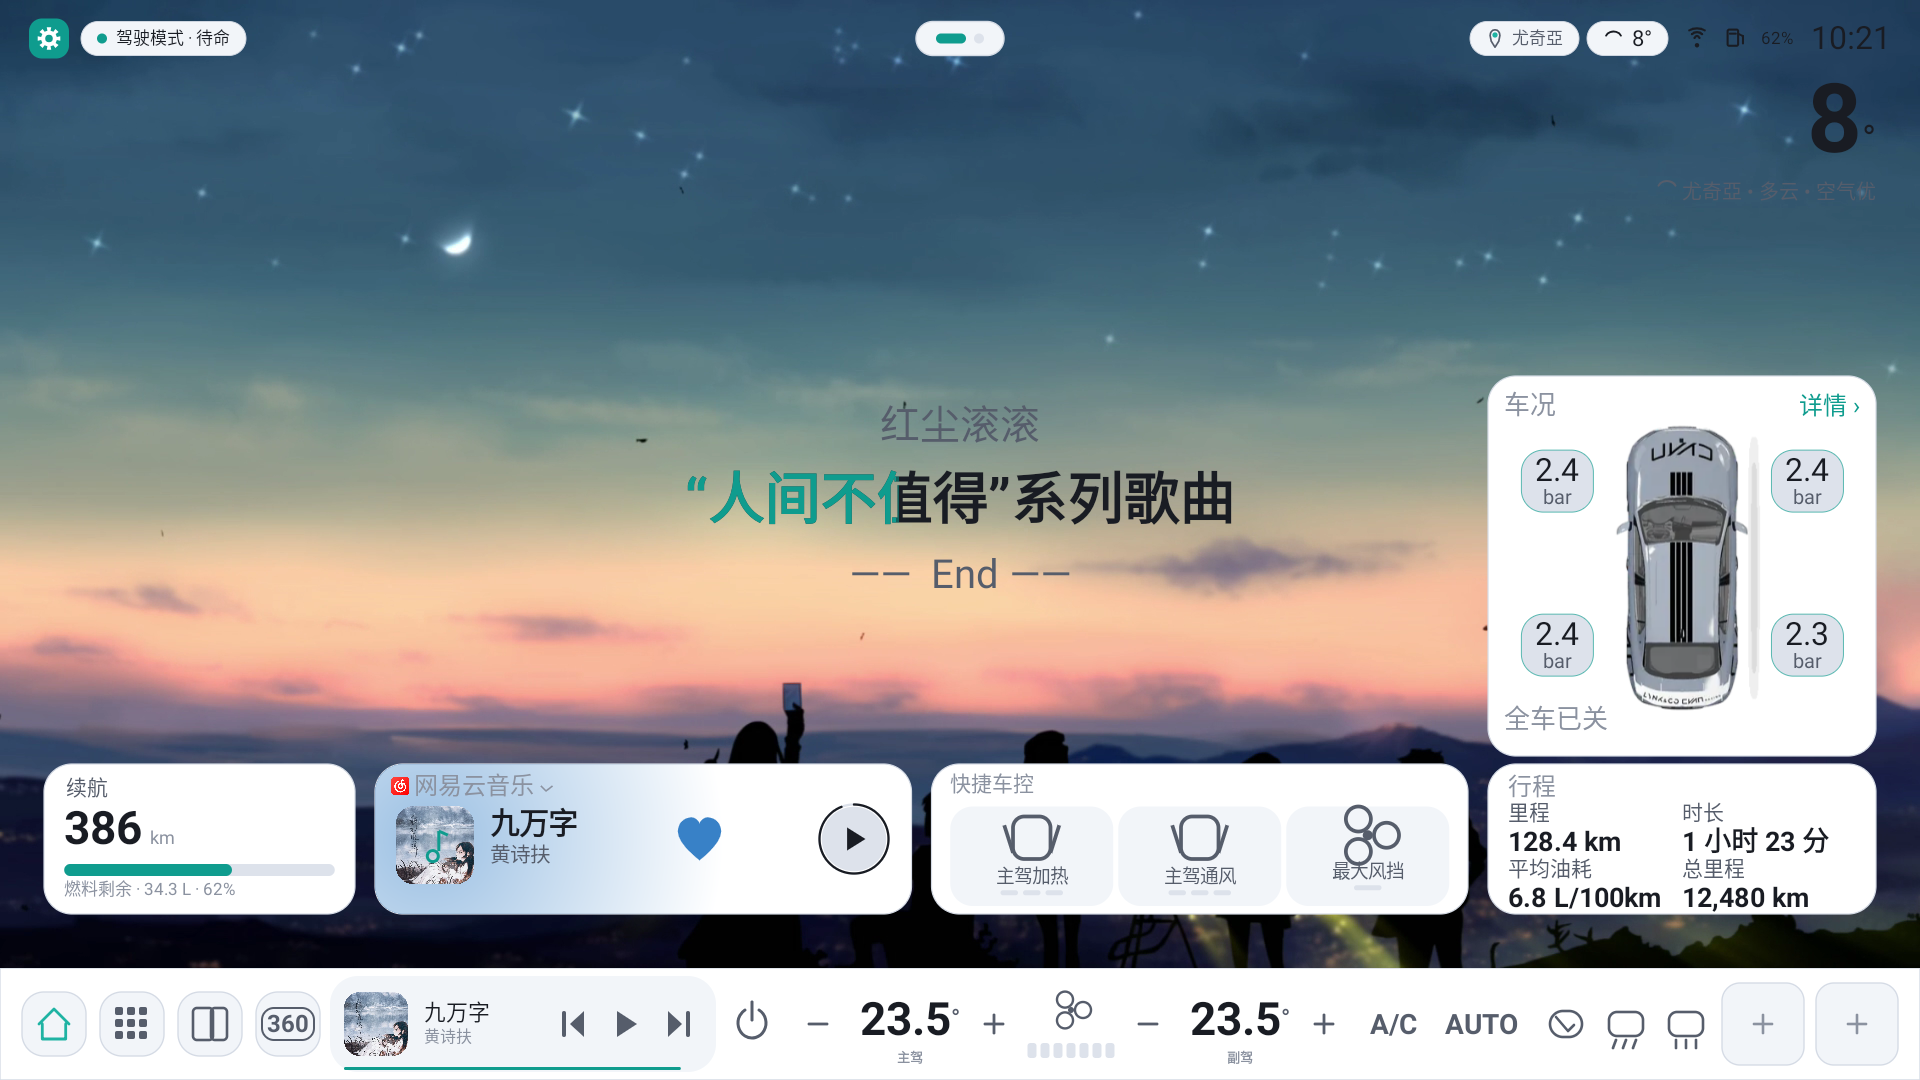 驾驶模式 · 待命
尤奇亞
8°
62%
10:21
8°
尤奇亞 • 多云 • 空气优
红尘滚滚
“人间不值得”系列歌曲
—— End ——
车况
详情 ›
2.4
bar
2.4
bar
2.4
bar
2.3
bar
全车已关
续航
386 km
燃料剩余 · 34.3 L · 62%
网易云音乐
九万字
黄诗扶
快捷车控
主驾加热
主驾通风
最大风挡
行程
里程
128.4 km
时长
1 小时 23 分
平均油耗
6.8 L/100km
总里程
12,480 km
360
九万字
黄诗扶
23.5°
主驾
23.5°
副驾
A/C
AUTO